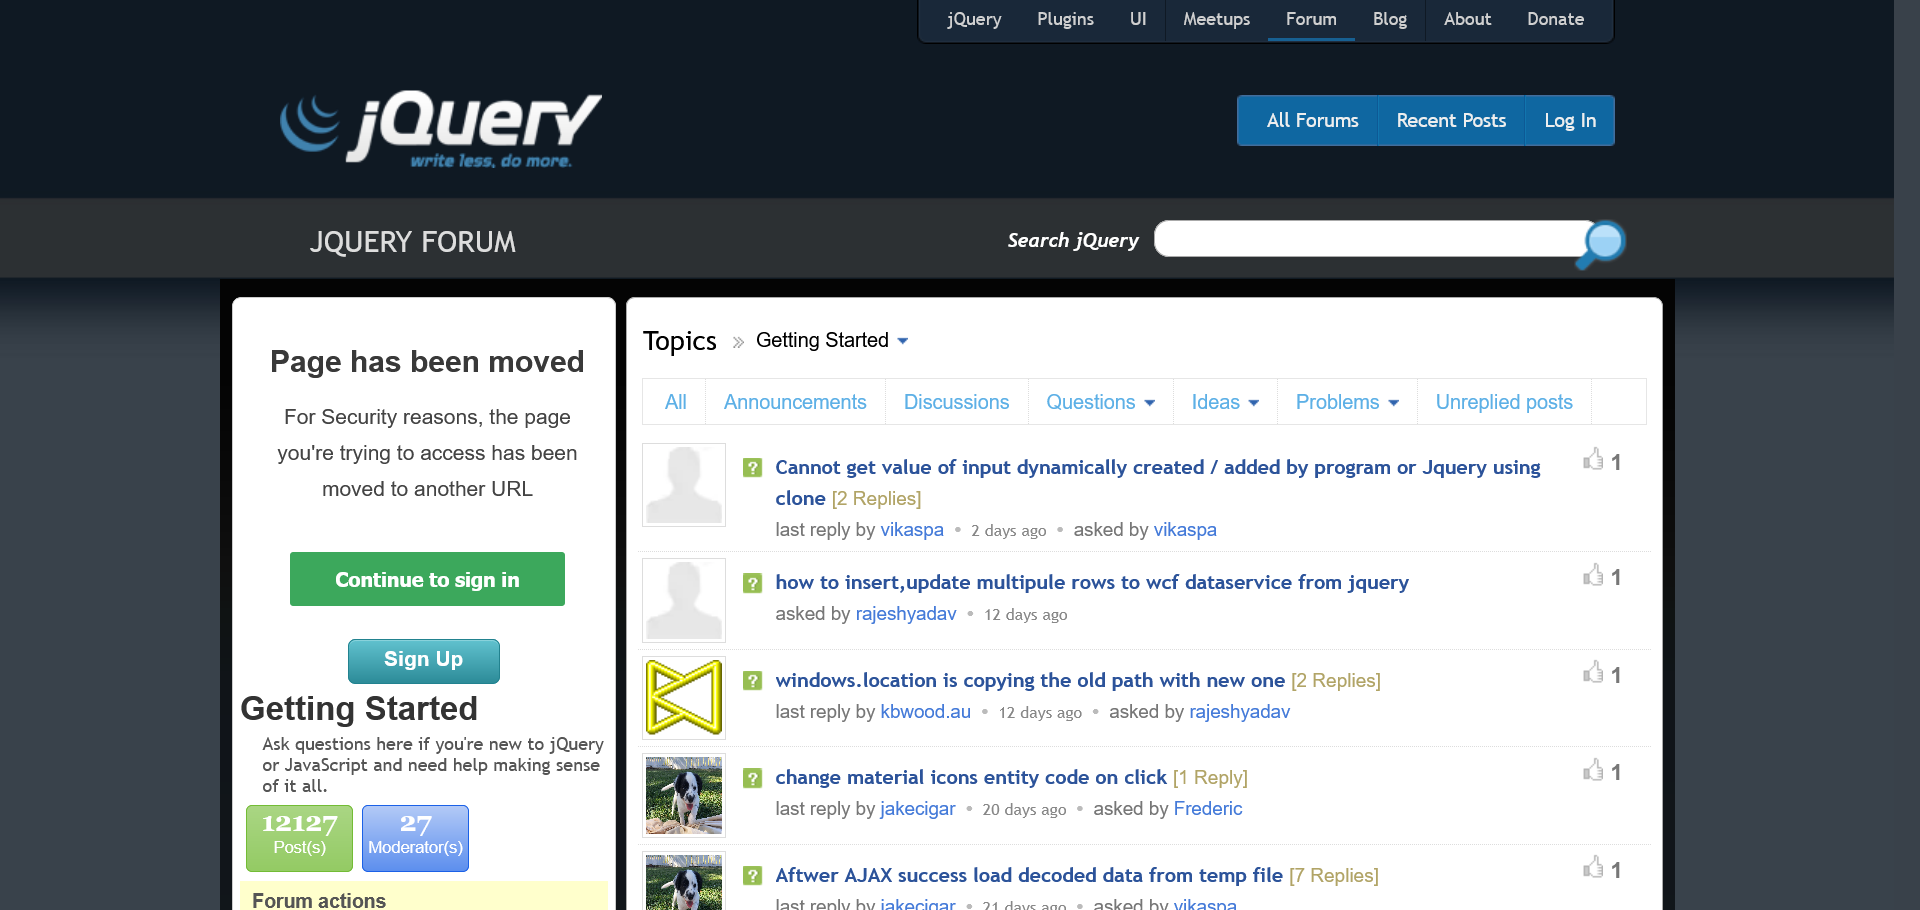 jQuery Plugins UI Meetups Forum Blog About Donate
jQuery
write less, do more.
All Forums Recent Posts Log In
JQUERY FORUM
Search jQuery
Page has been moved
For Security reasons, the page
you're trying to access has been
moved to another URL
Continue to sign in
Sign Up
Getting Started
Ask questions here if you're new to jQuery
or JavaScript and need help making sense
of it all.
12127
Post(s)
27
Moderator(s)
Forum actions
Topics » Getting Started
All Announcements Discussions Questions Ideas Problems Unreplied posts
? Cannot get value of input dynamically created / added by program or Jquery using 1
clone [2 Replies]
last reply by vikaspa • 2 days ago • asked by vikaspa
? how to insert,update multipule rows to wcf dataservice from jquery 1
asked by rajeshyadav • 12 days ago
? windows.location is copying the old path with new one [2 Replies] 1
last reply by kbwood.au • 12 days ago • asked by rajeshyadav
? change material icons entity code on click [1 Reply] 1
last reply by jakecigar • 20 days ago • asked by Frederic
? Aftwer AJAX success load decoded data from temp file [7 Replies] 1
last reply by jakecigar • 21 days ago • asked by vikaspa